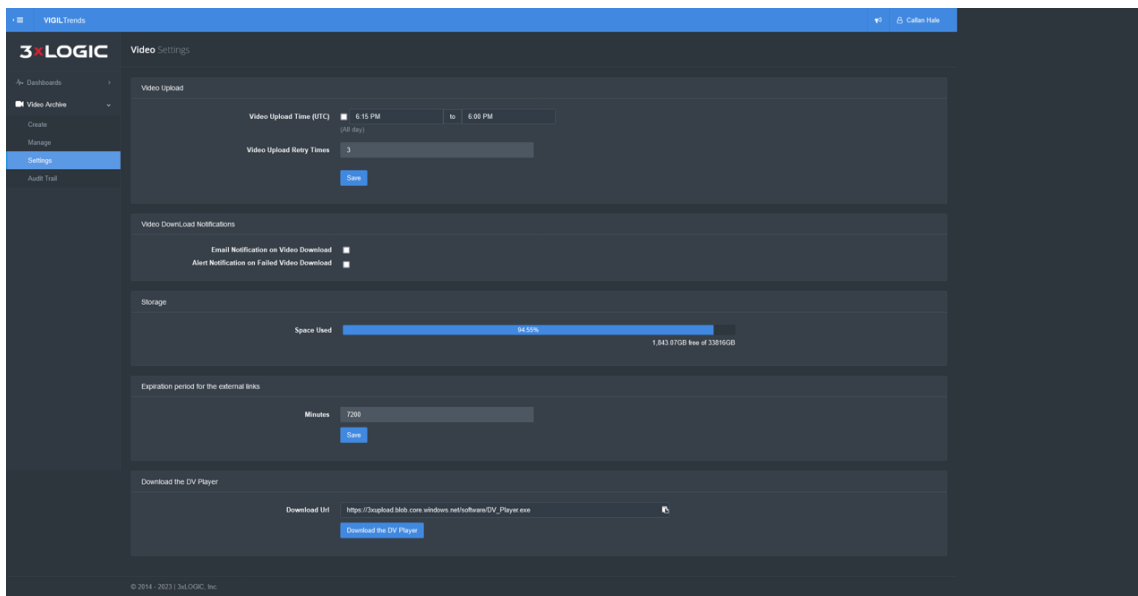 VIGILTrends
Callan Hale
3xLOGIC
Video Settings
Dashboards
Video Archive
Create
Manage
Settings
Audit Trail
Video Upload
Video Upload Time (UTC) 6:15 PM to 6:00 PM
(All day)
Video Upload Retry Times 3
Save
Video DownLoad Notifications
Email Notification on Video Download
Alert Notification on Failed Video Download
Storage
Space Used 94.55%
1,843.07GB free of 33816GB
Expiration period for the external links
Minutes 7200
Save
Download the DV Player
Download Url https://3xupload.blob.core.windows.net/software/DV_Player.exe
Download the DV Player
© 2014 - 2023 | 3xLOGIC, Inc.